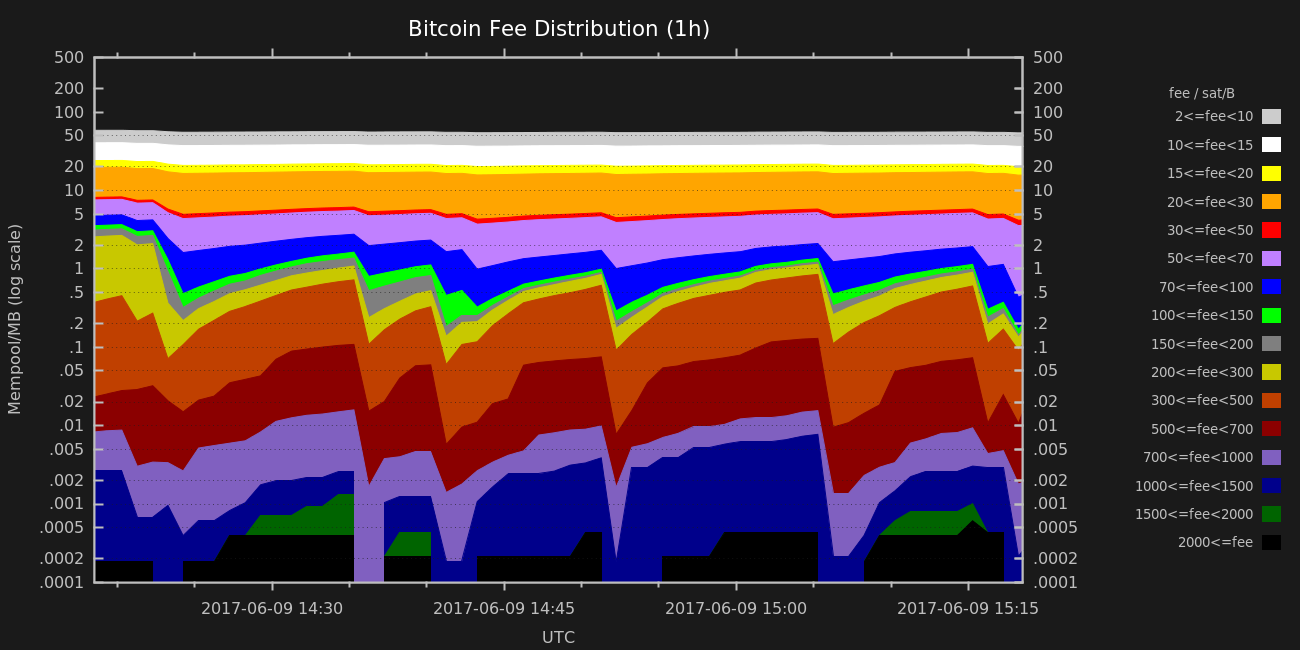 Bitcoin Fee Distribution (1h)
500 500
200 200
100 100
50 50
20 20
10 10
5 5
2 2
1 1
.5 .5
.2 .2
.1 .1
.05 .05
.02 .02
.01 .01
.005 .005
.002 .002
.001 .001
.0005 .0005
.0002 .0002
.0001 .0001
Mempool/MB (log scale)
2017-06-09 14:30 2017-06-09 14:45 2017-06-09 15:00 2017-06-09 15:15
UTC
fee / sat/B
2<=fee<10
10<=fee<15
15<=fee<20
20<=fee<30
30<=fee<50
50<=fee<70
70<=fee<100
100<=fee<150
150<=fee<200
200<=fee<300
300<=fee<500
500<=fee<700
700<=fee<1000
1000<=fee<1500
1500<=fee<2000
2000<=fee